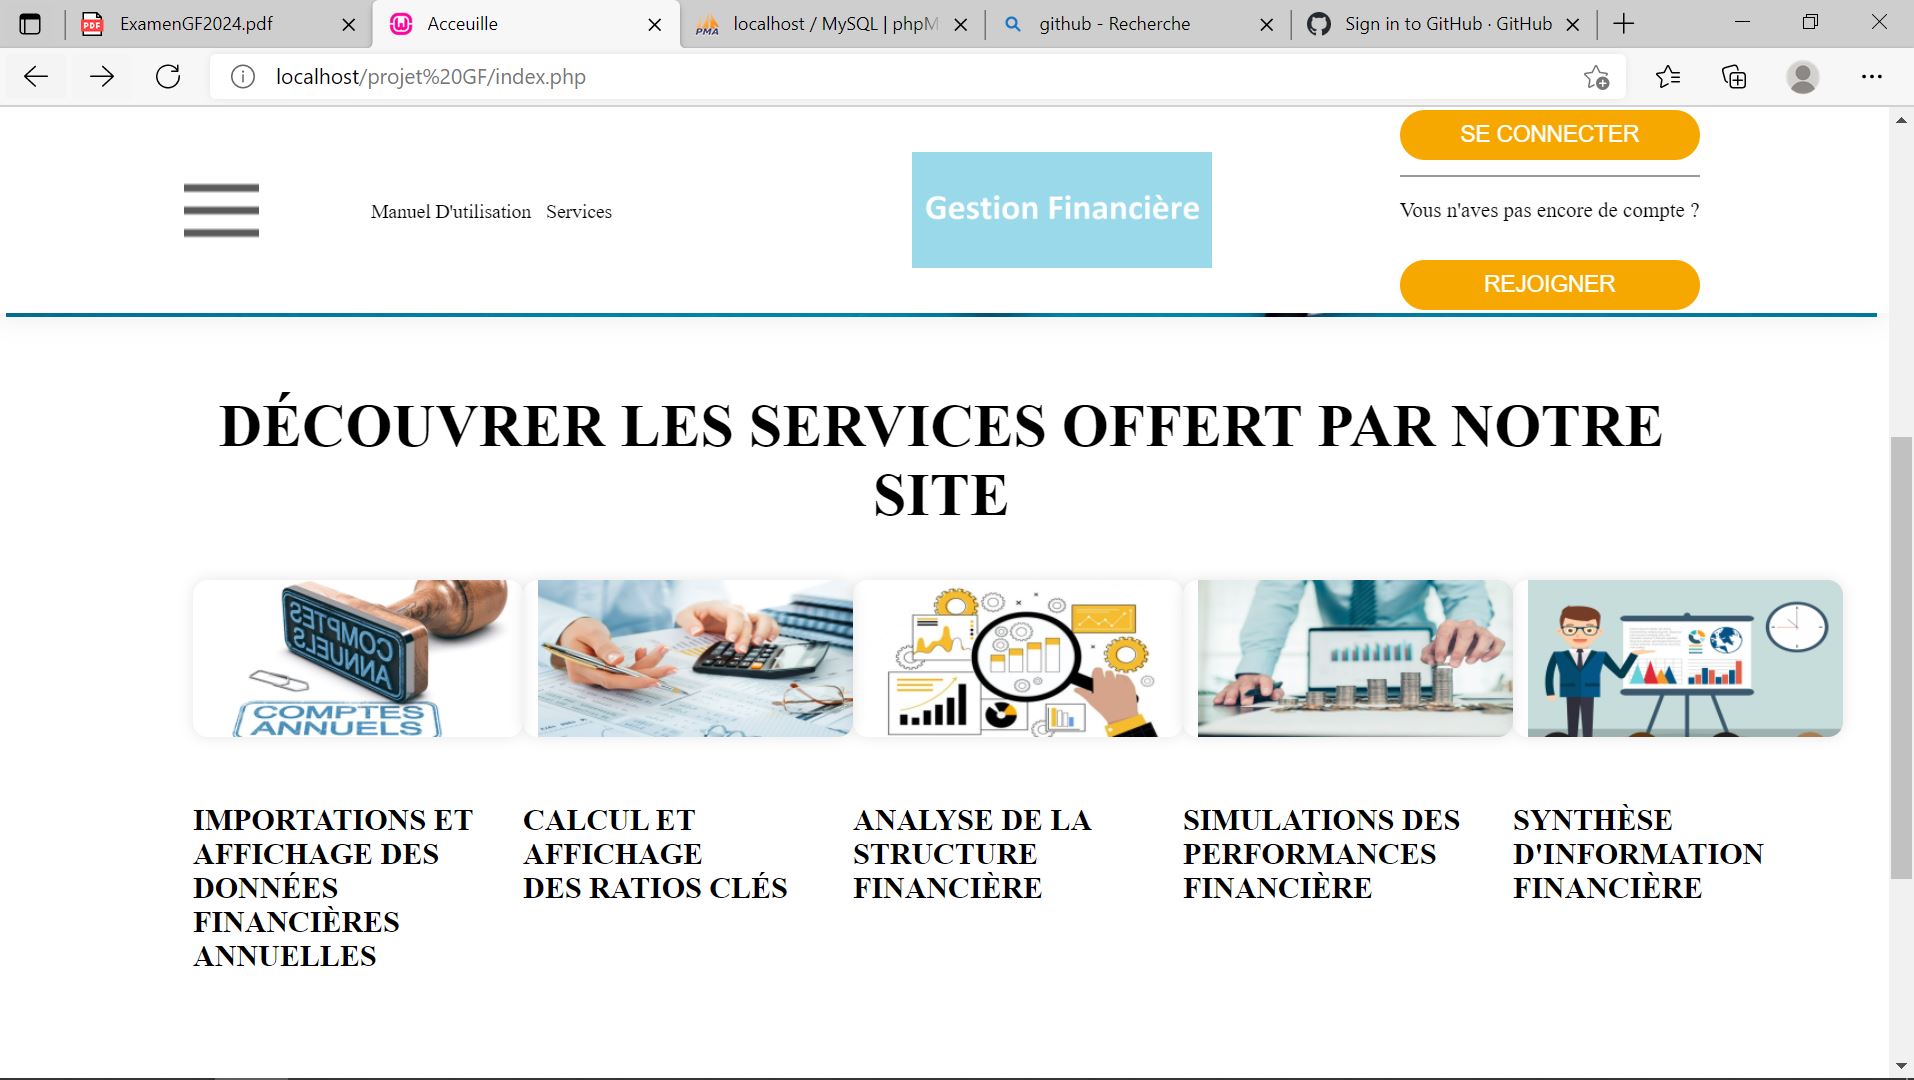 ExamenGF2024.pdf
Acceuille
localhost / MySQL | phpM
github - Recherche
Sign in to GitHub · GitHub
localhost/projet%20GF/index.php
SE CONNECTER
Manuel D'utilisation Services
Gestion Financière
Vous n'aves pas encore de compte ?
REJOIGNER
DÉCOUVRER LES SERVICES OFFERT PAR NOTRE
SITE
COMPTES
ANNUELS
COMPTES
ANNUELS
IMPORTATIONS ET
AFFICHAGE DES
DONNÉES
FINANCIÈRES
ANNUELLES
CALCUL ET
AFFICHAGE
DES RATIOS CLÉS
ANALYSE DE LA
STRUCTURE
FINANCIÈRE
SIMULATIONS DES
PERFORMANCES
FINANCIÈRE
SYNTHÈSE
D'INFORMATION
FINANCIÈRE